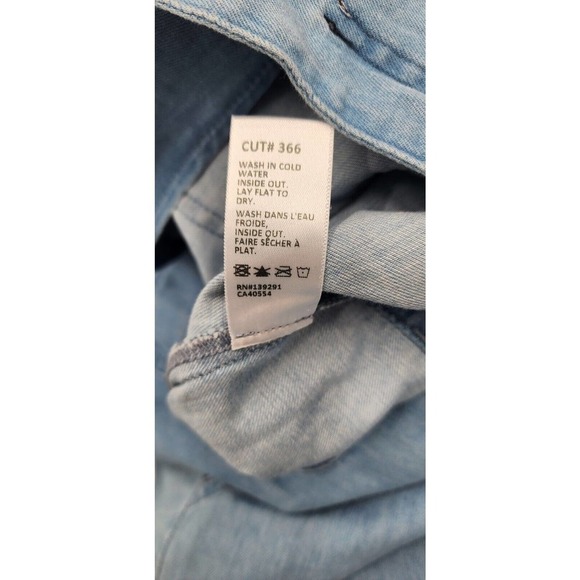 CUT# 366
WASH IN COLD
WATER
INSIDE OUT.
LAY FLAT TO
DRY.
WASH DANS L'EAU
FROIDE,
INSIDE OUT.
FAIRE SÈCHER À
PLAT.
RN#139291
CA40554